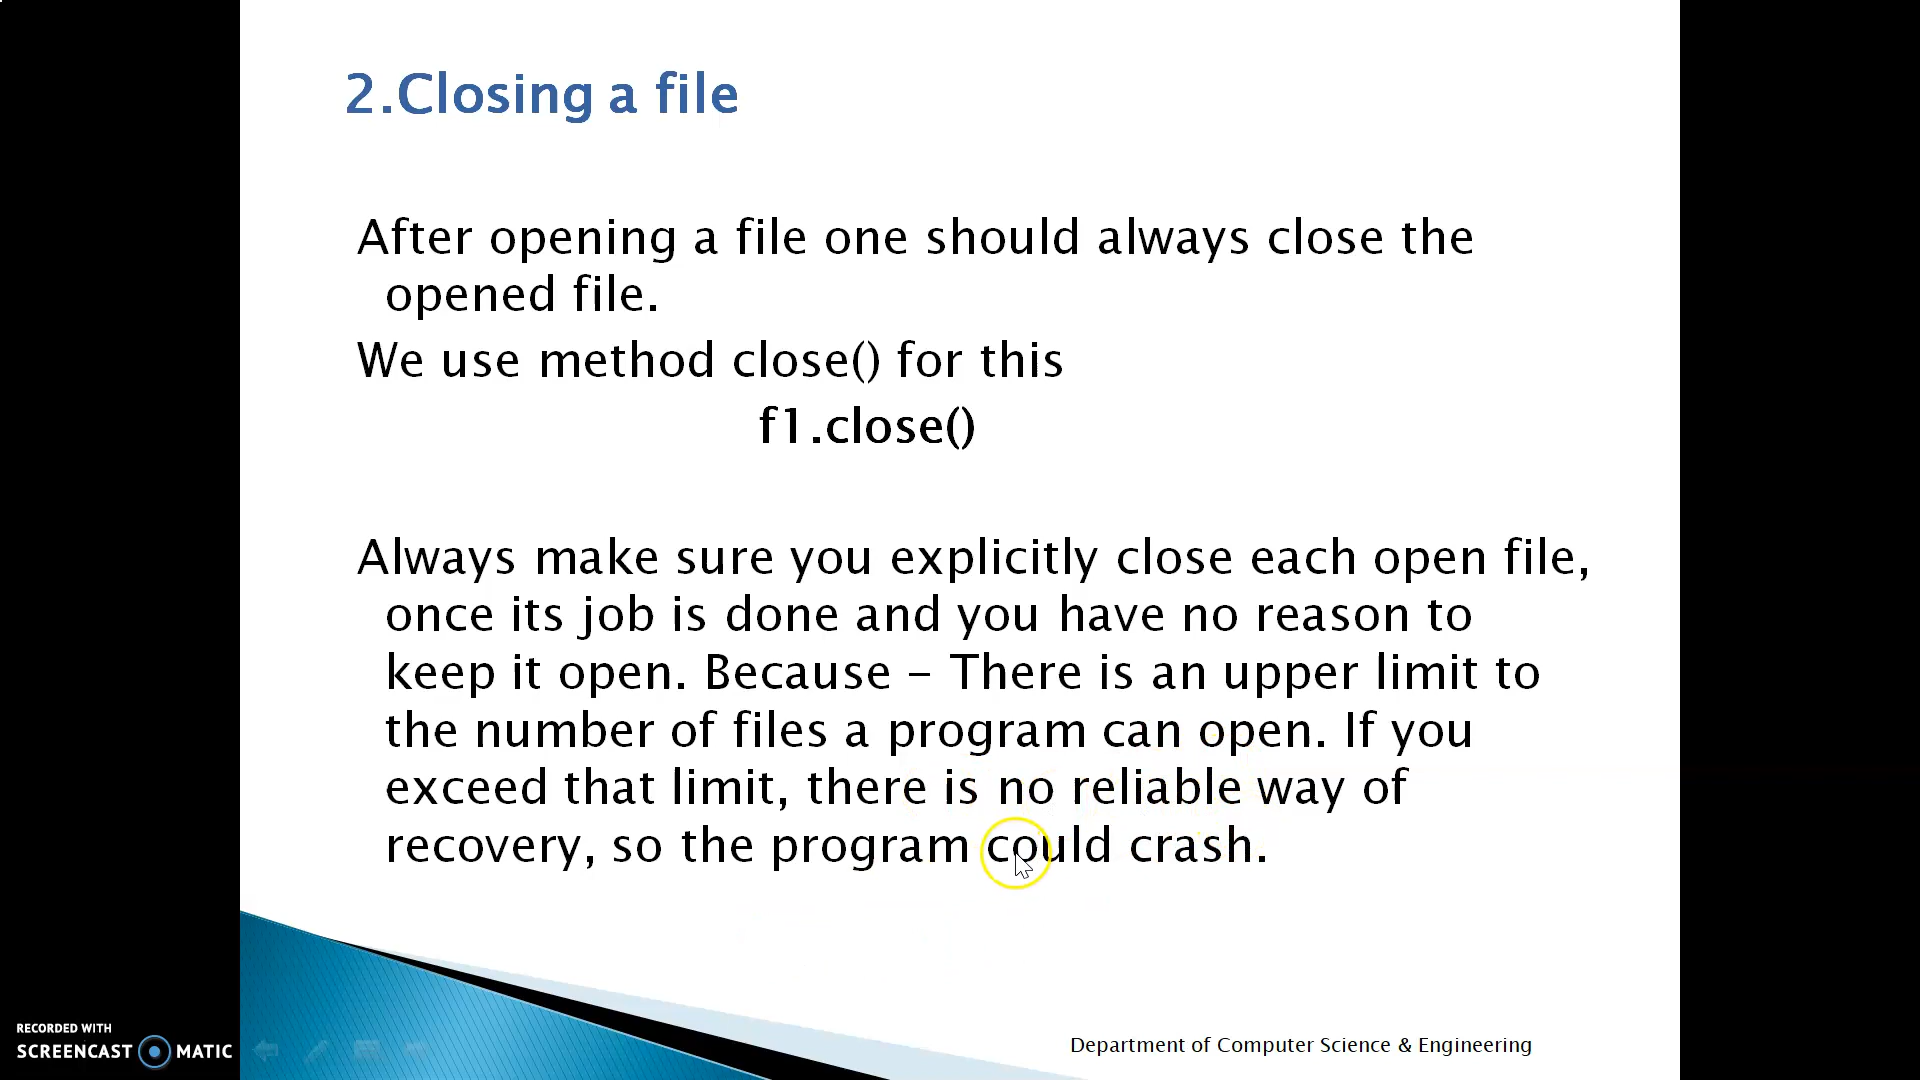 2.Closing a file
After opening a file one should always close the
opened file.
We use method close() for this
f1.close()
Always make sure you explicitly close each open file,
once its job is done and you have no reason to
keep it open. Because – There is an upper limit to
the number of files a program can open. If you
exceed that limit, there is no reliable way of
recovery, so the program could crash.
RECORDED WITH
SCREENCAST MATIC
Department of Computer Science & Engineering